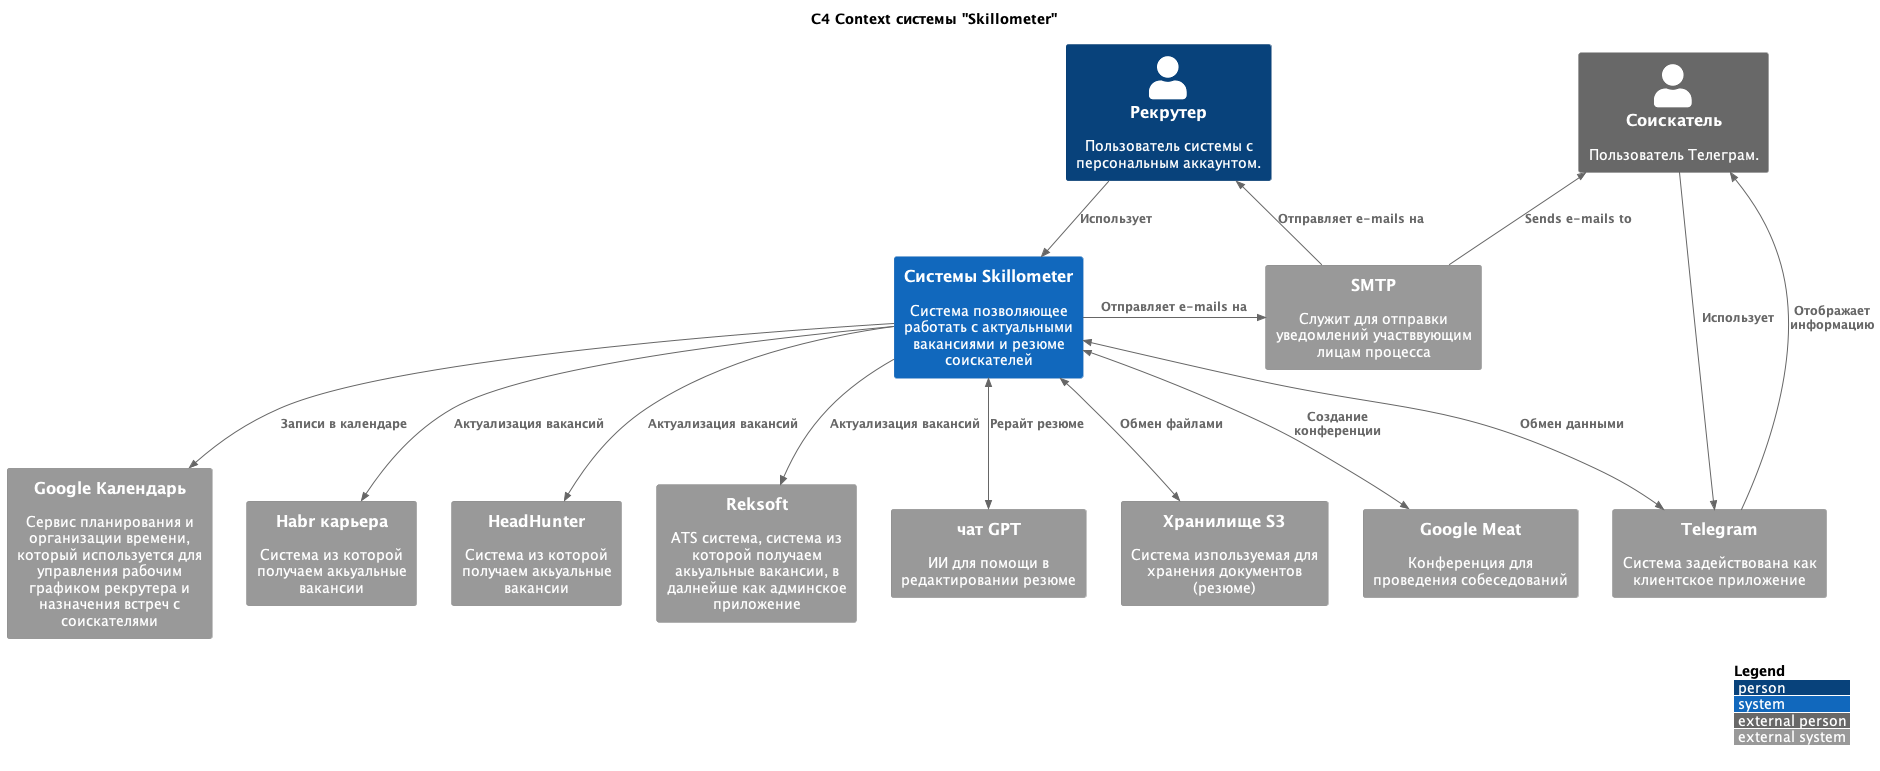 C4 Context системы "Skillometer"
Рекрутер
Пользователь системы с
персональным аккаунтом.
Соискатель
Пользователь Телеграм.
Использует
Отправляет e-mails на
Sends e-mails to
Системы Skillometer
Система позволяющее
работать с актуальными
вакансиями и резюме
соискателей
Отправляет e-mails на
SMTP
Служит для отправки
уведомлений участввующим
лицам процесса
Использует
Отображает
информацию
Записи в календаре
Актуализация вакансий
Актуализация вакансий
Актуализация вакансий
Рерайт резюме
Обмен файлами
Создание
конференции
Обмен данными
Google Календарь
Сервис планирования и
организации времени,
который используется для
управления рабочим
графиком рекрутера и
назначения встреч с
соискателями
Habr карьера
Система из которой
получаем акьуальные
вакансии
HeadHunter
Система из которой
получаем акьуальные
вакансии
Reksoft
ATS система, система из
которой получаем
акьуальные вакансии, в
далнейше как админское
приложение
чат GPT
ИИ для помощи в
редактировании резюме
Хранилище S3
Система изпользуемая для
хранения документов
(резюме)
Google Meat
Конференция для
проведения собеседований
Telegram
Система задействована как
клиентское приложение
Legend
person
system
external person
external system